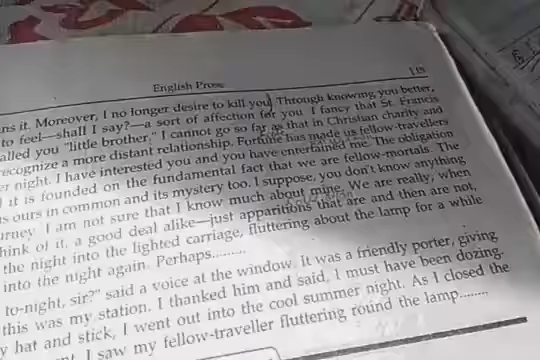 English Prose
115
ns it. Moreover, I no longer desire to kill you. Through knowing you better,
to feel—shall I say?—a sort of affection for you. I fancy that St. Francis
alled you "little brother." I cannot go so far as that in Christian charity and
recognize a more distant relationship. Fortune has made us fellow-travellers
er night. I have interested you and you have entertained me. The obligation
it is founded on the fundamental fact that we are fellow-mortals. The
s ours in common and its mystery too. I suppose, you don't know anything
urney. I am not sure that I know much about mine. We are really, when
hink of it, a good deal alike—just apparitions that are and then are not,
the night into the lighted carriage, fluttering about the lamp for a while
into the night again. Perhaps.........
to-night, sir?" said a voice at the window. It was a friendly porter, giving
this was my station. I thanked him and said, I must have been dozing.
y hat and stick, I went out into the cool summer night. As I closed the
I saw my fellow-traveller fluttering round the lamp.........